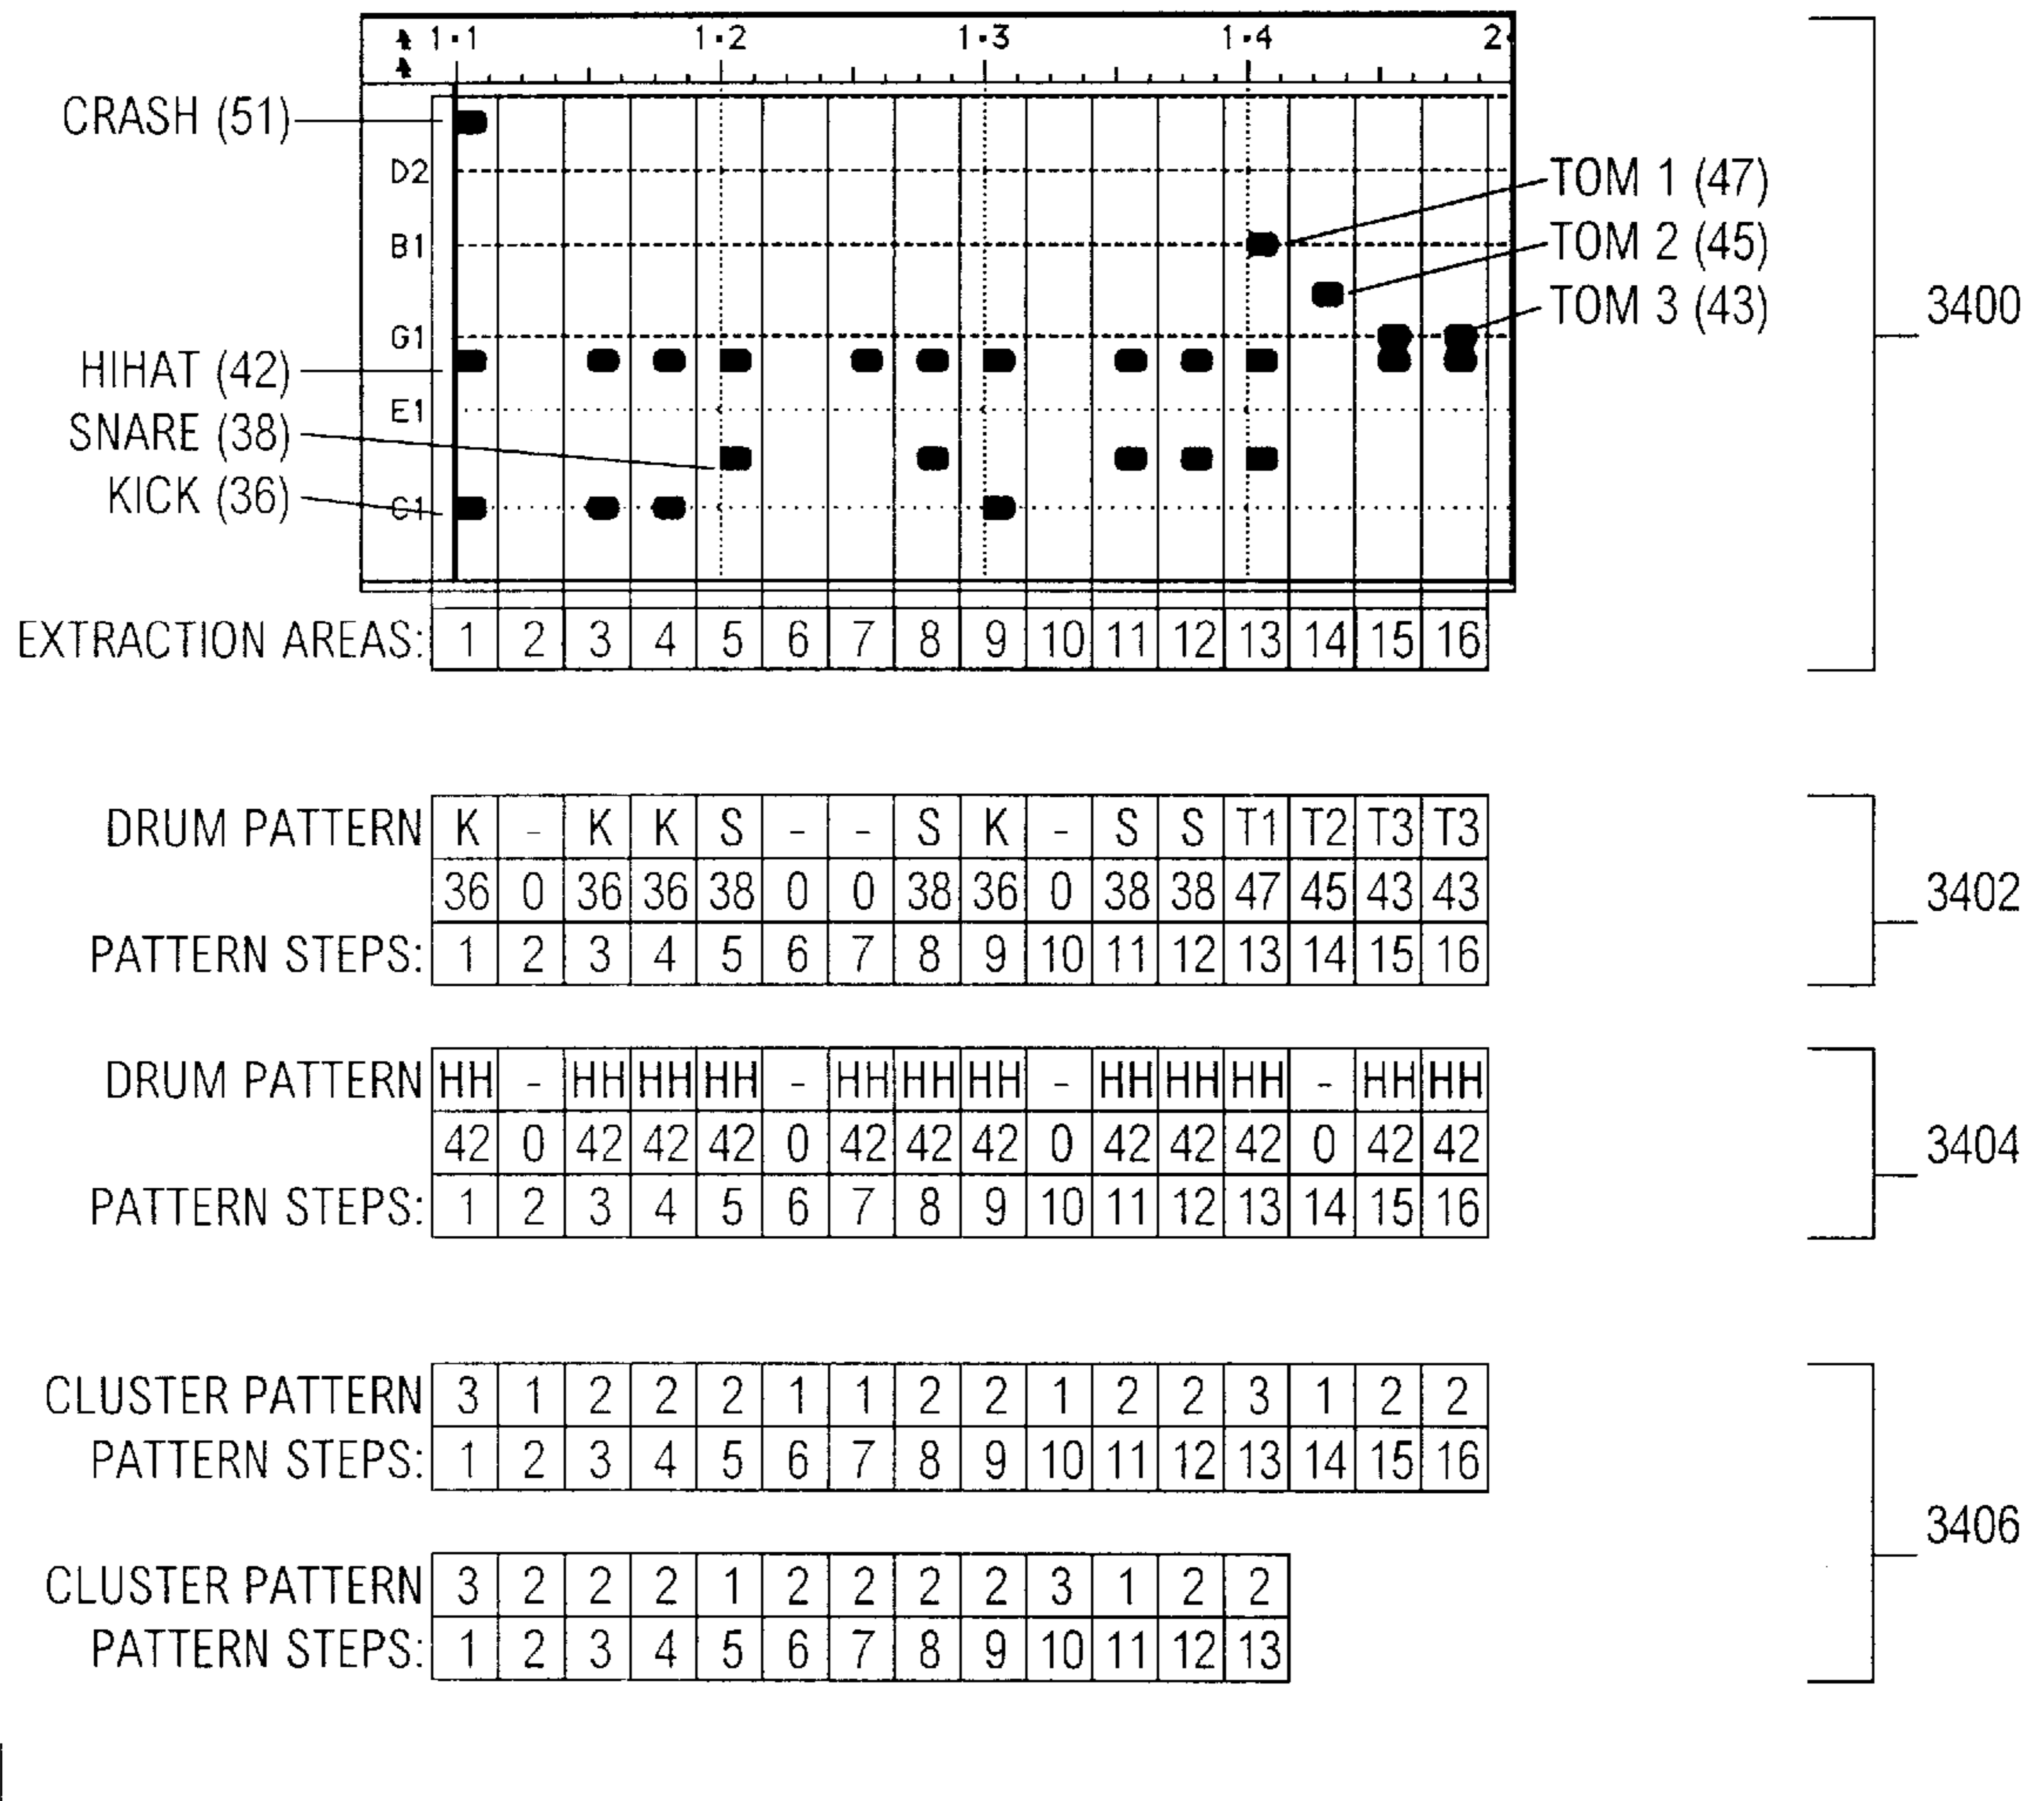 1·1 1·2 1·3 1·4 2
CRASH (51)
D2
TOM 1 (47)
B1
TOM 2 (45)
TOM 3 (43)
3400
G1
HIHAT (42)
E1
SNARE (38)
KICK (36)
C1
EXTRACTION AREAS: 1 2 3 4 5 6 7 8 9 10 11 12 13 14 15 16
DRUM PATTERN K - K K S - - S K - S S T1 T2 T3 T3
36 0 36 36 38 0 0 38 36 0 38 38 47 45 43 43
3402
PATTERN STEPS: 1 2 3 4 5 6 7 8 9 10 11 12 13 14 15 16
DRUM PATTERN HH - HH HH HH - HH HH HH - HH HH HH - HH HH
42 0 42 42 42 0 42 42 42 0 42 42 42 0 42 42
3404
PATTERN STEPS: 1 2 3 4 5 6 7 8 9 10 11 12 13 14 15 16
CLUSTER PATTERN 3 1 2 2 2 1 1 2 2 1 2 2 3 1 2 2
PATTERN STEPS: 1 2 3 4 5 6 7 8 9 10 11 12 13 14 15 16
3406
CLUSTER PATTERN 3 2 2 2 1 2 2 2 2 3 1 2 2
PATTERN STEPS: 1 2 3 4 5 6 7 8 9 10 11 12 13